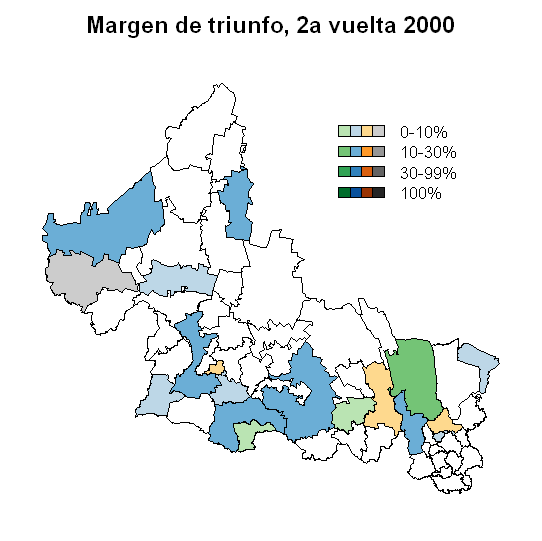 Margen de triunfo, 2a vuelta 2000
0-10%
10-30%
30-99%
100%